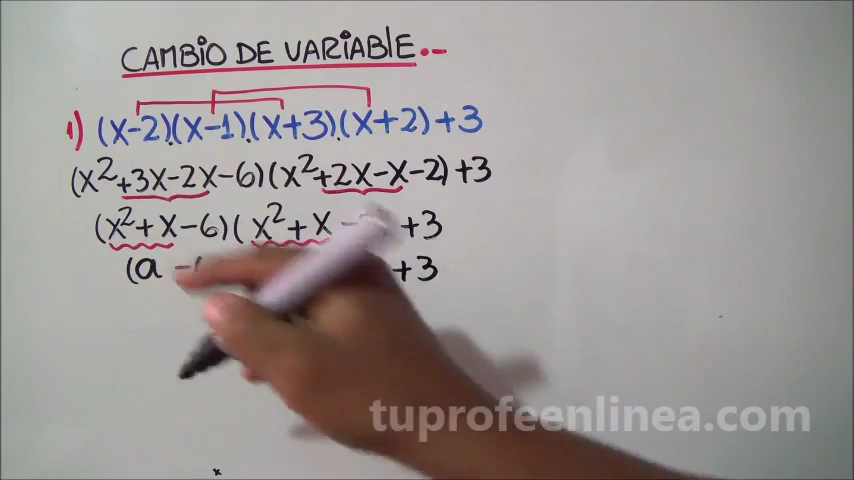 CAMBIO DE VARIABLE.-
1) (x-2)(x-1)(x+3)(x+2)+3
(x²+3x-2x-6)(x²+2x-x-2)+3
(x²+x-6)(x²+x- +3
(a - +3
tuprofeenlinea.com